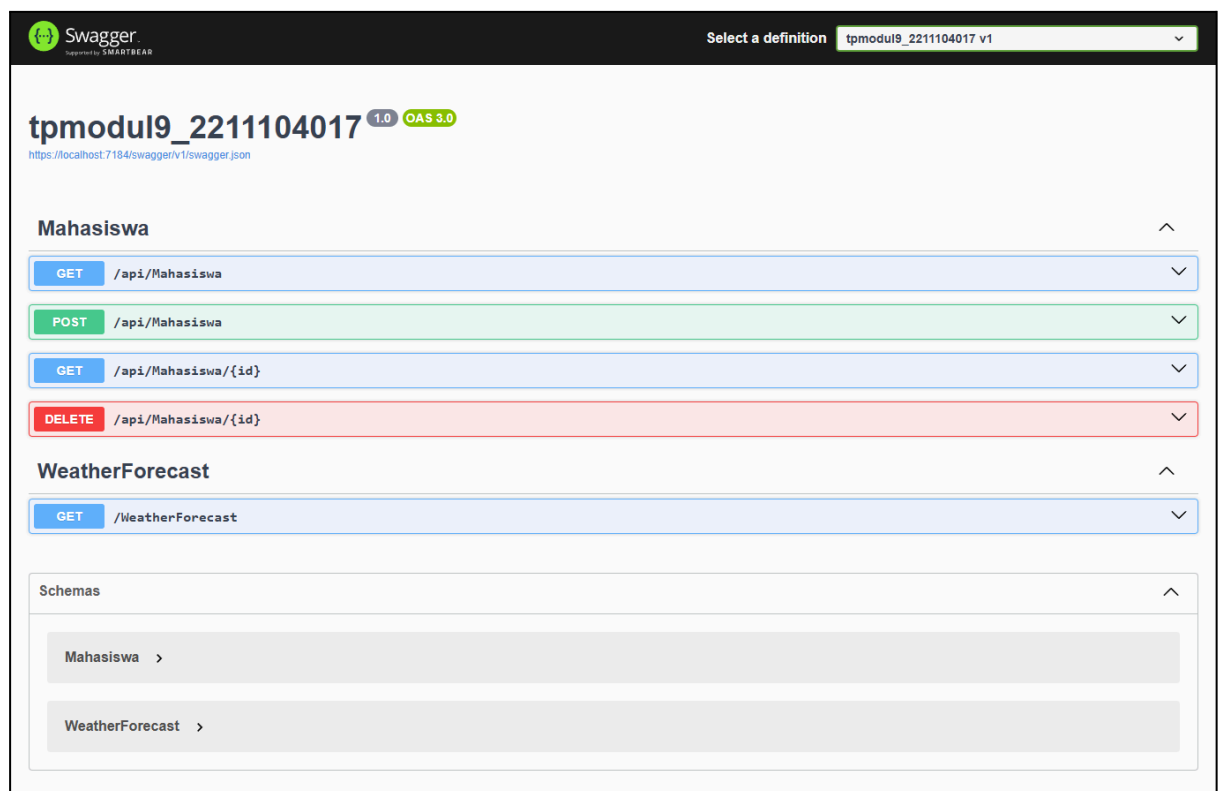 {··} Swagger. Select a definition tpmodul9_2211104017 v1
Supported by SMARTBEAR
tpmodul9_2211104017 1.0 OAS 3.0
https://localhost:7184/swagger/v1/swagger.json
Mahasiswa
GET /api/Mahasiswa
POST /api/Mahasiswa
GET /api/Mahasiswa/{id}
DELETE /api/Mahasiswa/{id}
WeatherForecast
GET /WeatherForecast
Schemas
Mahasiswa
WeatherForecast